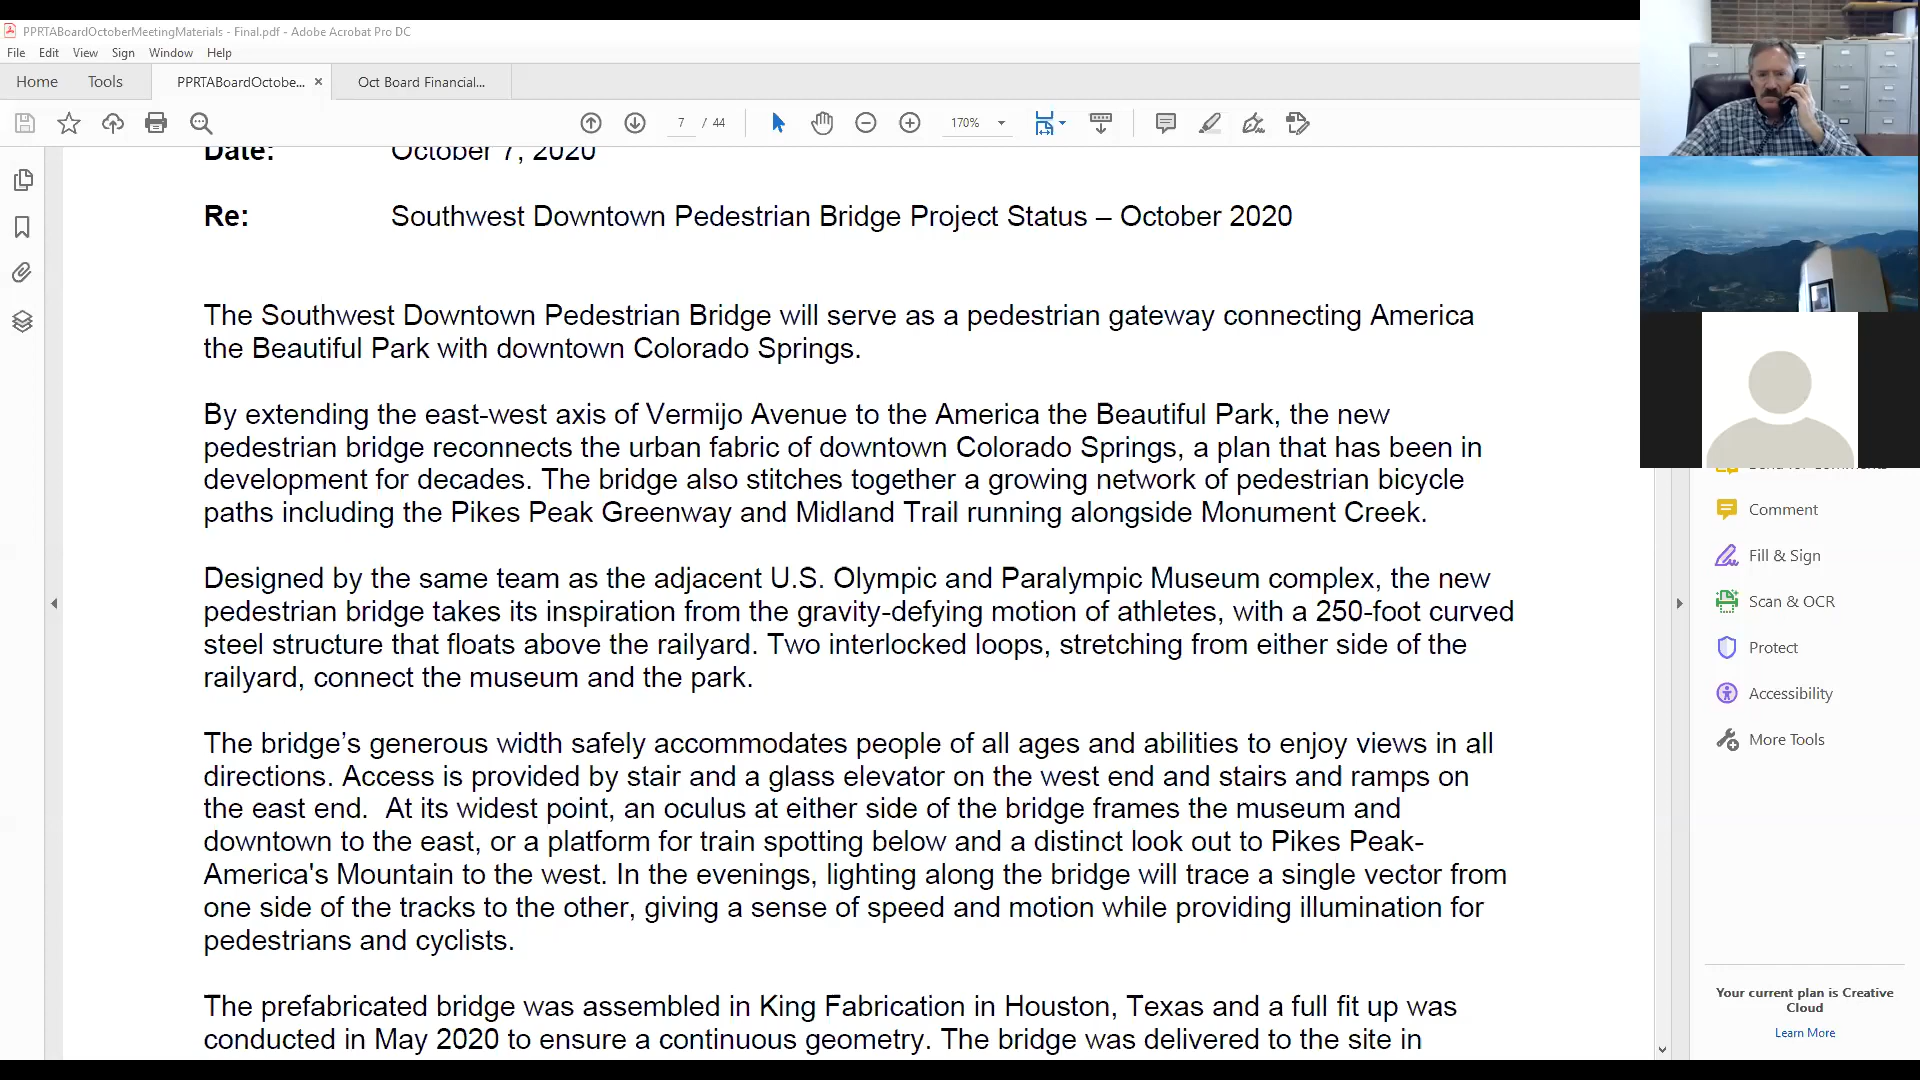 PPRTABoardOctoberMeetingMaterials - Final.pdf - Adobe Acrobat Pro DC
File Edit View Sign Window Help
Home Tools PPRTABoardOctobe... × Oct Board Financial...
7 / 44 170%
Date: October 7, 2020
Re: Southwest Downtown Pedestrian Bridge Project Status – October 2020
The Southwest Downtown Pedestrian Bridge will serve as a pedestrian gateway connecting America
the Beautiful Park with downtown Colorado Springs.
By extending the east-west axis of Vermijo Avenue to the America the Beautiful Park, the new
pedestrian bridge reconnects the urban fabric of downtown Colorado Springs, a plan that has been in
development for decades. The bridge also stitches together a growing network of pedestrian bicycle
paths including the Pikes Peak Greenway and Midland Trail running alongside Monument Creek.
Designed by the same team as the adjacent U.S. Olympic and Paralympic Museum complex, the new
pedestrian bridge takes its inspiration from the gravity-defying motion of athletes, with a 250-foot curved
steel structure that floats above the railyard. Two interlocked loops, stretching from either side of the
railyard, connect the museum and the park.
The bridge’s generous width safely accommodates people of all ages and abilities to enjoy views in all
directions. Access is provided by stair and a glass elevator on the west end and stairs and ramps on
the east end.  At its widest point, an oculus at either side of the bridge frames the museum and
downtown to the east, or a platform for train spotting below and a distinct look out to Pikes Peak-
America's Mountain to the west. In the evenings, lighting along the bridge will trace a single vector from
one side of the tracks to the other, giving a sense of speed and motion while providing illumination for
pedestrians and cyclists.
The prefabricated bridge was assembled in King Fabrication in Houston, Texas and a full fit up was
conducted in May 2020 to ensure a continuous geometry. The bridge was delivered to the site in
Comment
Fill & Sign
Scan & OCR
Protect
Accessibility
More Tools
Your current plan is Creative
Cloud
Learn More